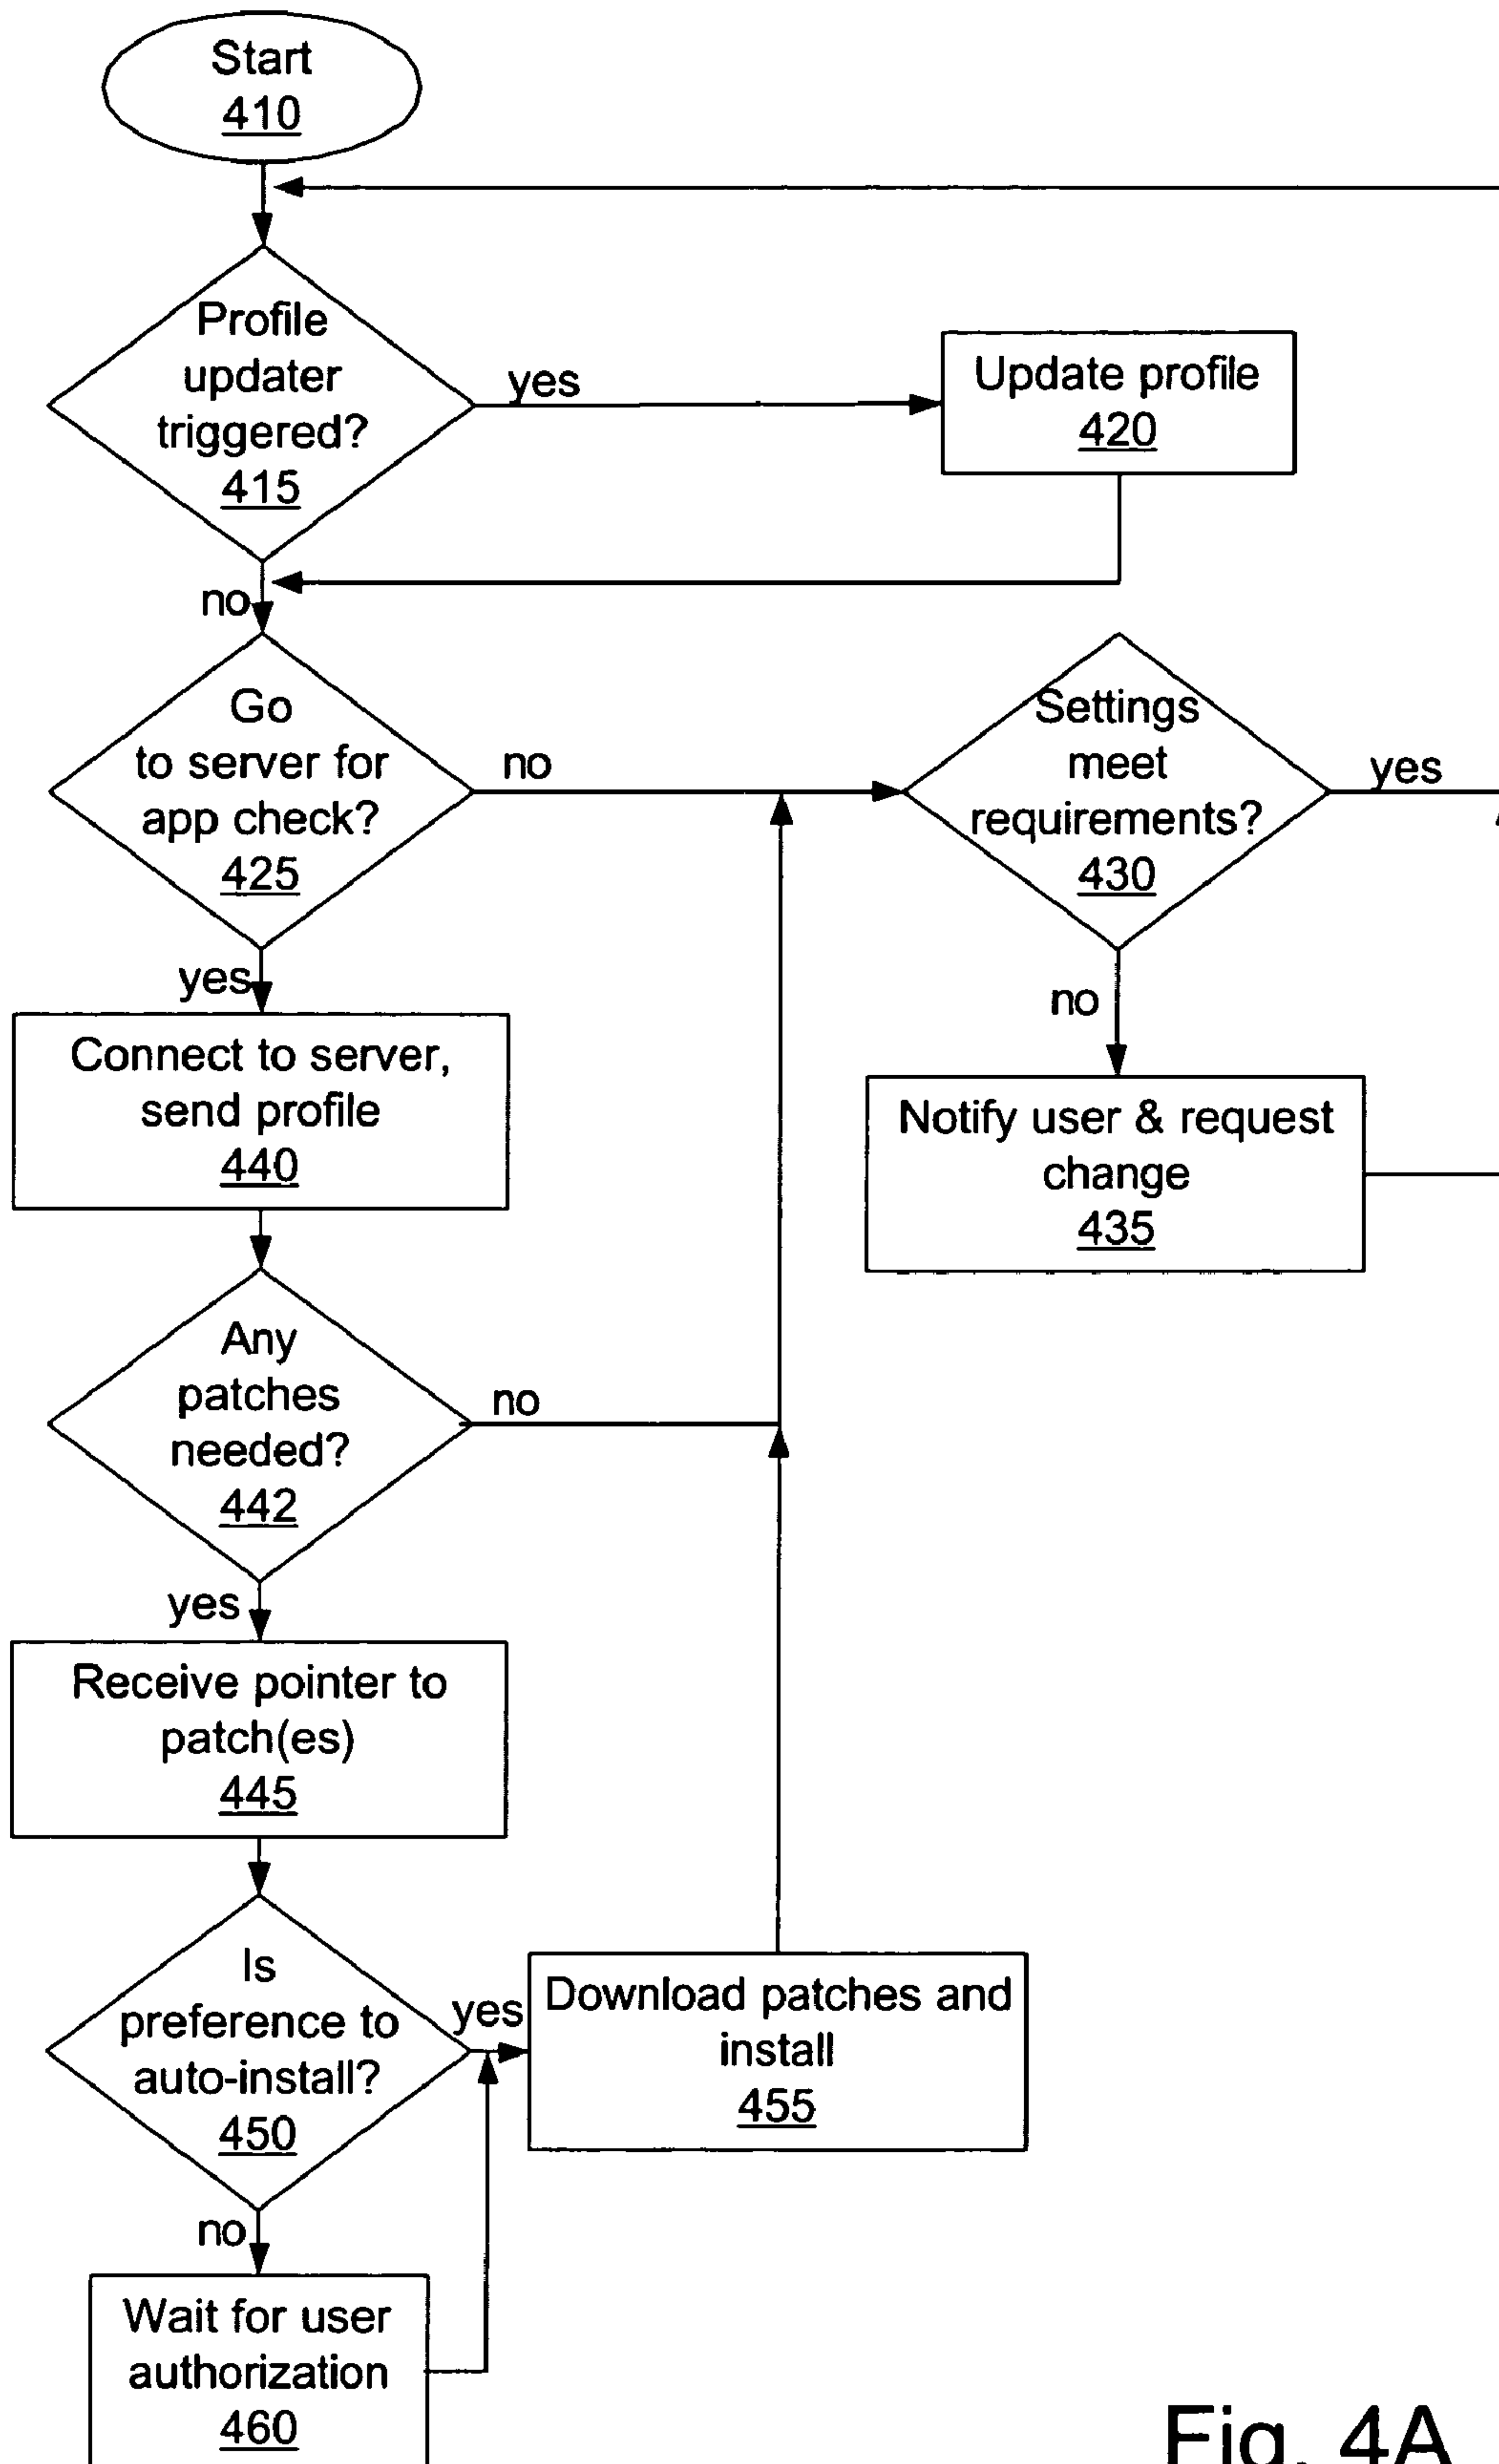 Start
410
Profile
updater
triggered?
415
yes
Update profile
420
no
Go
to server for
app check?
425
no
Settings
meet
requirements?
430
yes
yes
no
Connect to server,
send profile
440
Notify user & request
change
435
Any
patches
needed?
442
no
yes
Receive pointer to
patch(es)
445
Is
preference to
auto-install?
450
yes
Download patches and
install
455
no
Wait for user
authorization
460
Fig. 4A